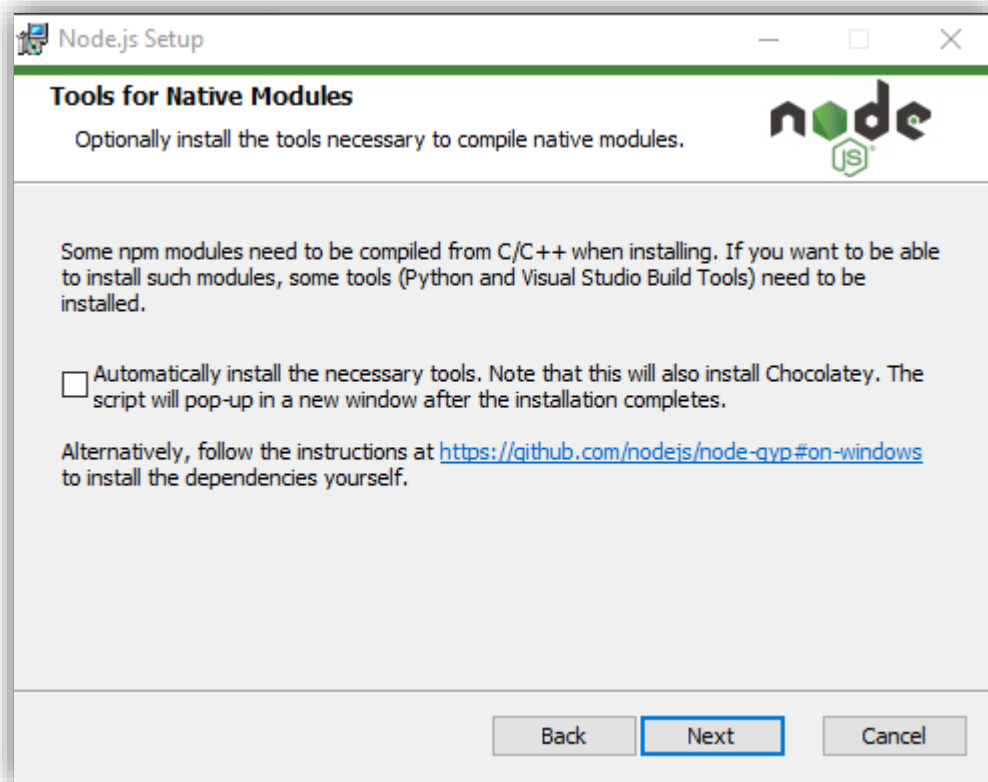 Node.js Setup
Tools for Native Modules
Optionally install the tools necessary to compile native modules.
node
JS
Some npm modules need to be compiled from C/C++ when installing. If you want to be able
to install such modules, some tools (Python and Visual Studio Build Tools) need to be
installed.
Automatically install the necessary tools. Note that this will also install Chocolatey. The
script will pop-up in a new window after the installation completes.
Alternatively, follow the instructions at https://github.com/nodejs/node-gyp#on-windows
to install the dependencies yourself.
Back Next Cancel